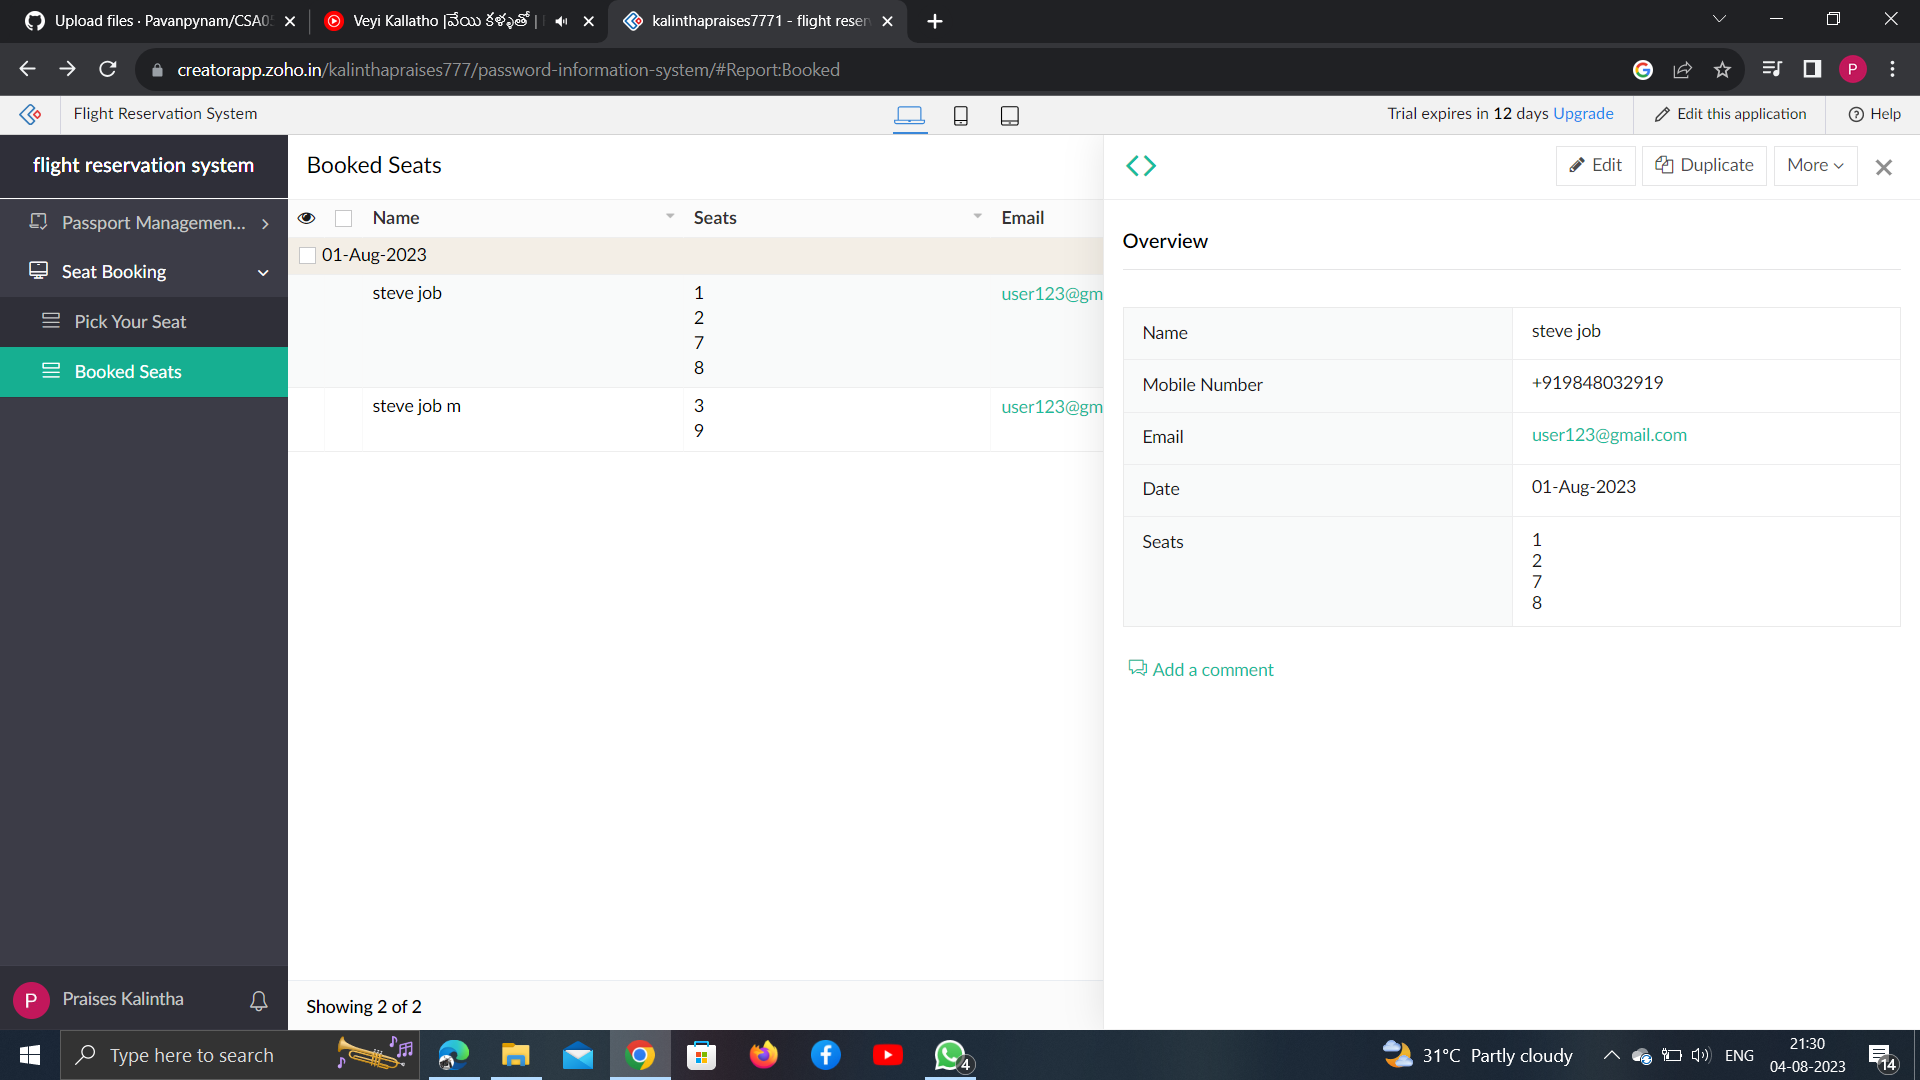 Upload files · Pavanpynam/CSA05
Veyi Kallatho |వేయి కళ్ళతో |
kalinthapraises7771 - flight reser
creatorapp.zoho.in/kalinthapraises777/password-information-system/#Report:Booked
P
Flight Reservation System
Trial expires in 12 days Upgrade
Edit this application
Help
flight reservation system
Passport Managemen...
Seat Booking
Pick Your Seat
Booked Seats
Booked Seats
Name Seats Email
01-Aug-2023
steve job 1 user123@gm
2
7
8
steve job m 3 user123@gm
9
Showing 2 of 2
Edit Duplicate More
Overview
Name steve job
Mobile Number +919848032919
Email user123@gmail.com
Date 01-Aug-2023
Seats 1
2
7
8
Add a comment
P Praises Kalintha
Type here to search
4
31°C Partly cloudy
ENG
21:30
04-08-2023
14